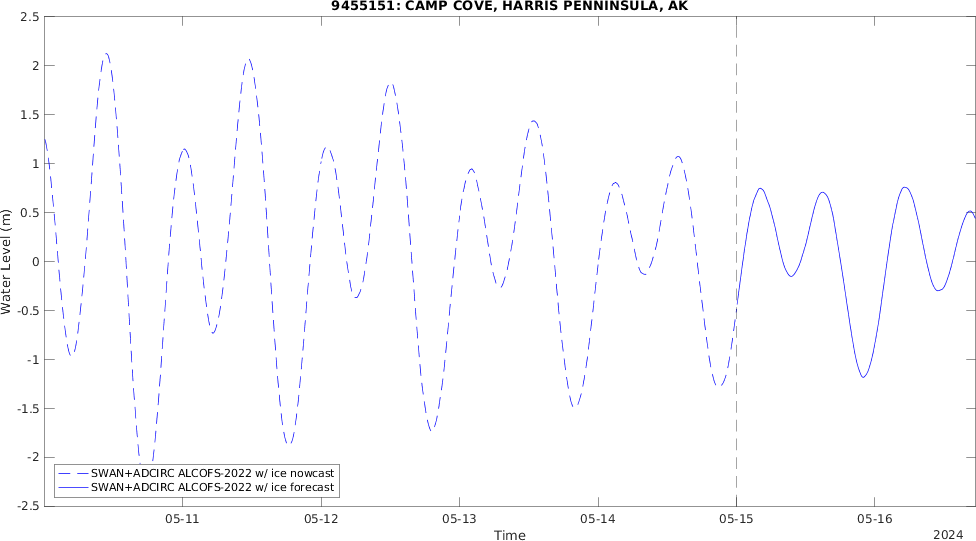 9455151: CAMP COVE, HARRIS PENNINSULA, AK
2.5
2
1.5
1
0.5
0
-0.5
-1
-1.5
-2
-2.5
Water Level (m)
SWAN+ADCIRC ALCOFS-2022 w/ ice nowcast
SWAN+ADCIRC ALCOFS-2022 w/ ice forecast
05-11 05-12 05-13 05-14 05-15 05-16
Time
2024